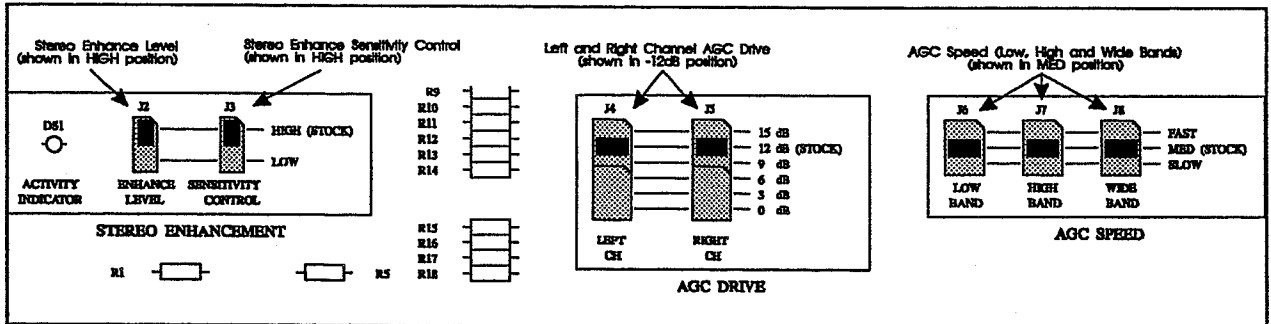 Stereo Enhance Level
(shown in HIGH position)
Stereo Enhance Sensitivity Control
(shown in HIGH position)
Left and Right Channel AGC Drive
(shown in -12dB position)
AGC Speed (Low, High and Wide Bands)
(shown in MED position)
DS1
ACTIVITY
INDICATOR
J2
J3
HIGH (STOCK)
LOW
ENHANCE
LEVEL
SENSITIVITY
CONTROL
STEREO ENHANCEMENT
R1
R5
R9
R10
R11
R12
R13
R14
R15
R16
R17
R18
J4
J5
15 dB
12 dB (STOCK)
9 dB
6 dB
3 dB
0 dB
LEFT
CH
RIGHT
CH
AGC DRIVE
J6
J7
J8
FAST
MED (STOCK)
SLOW
LOW
BAND
HIGH
BAND
WIDE
BAND
AGC SPEED